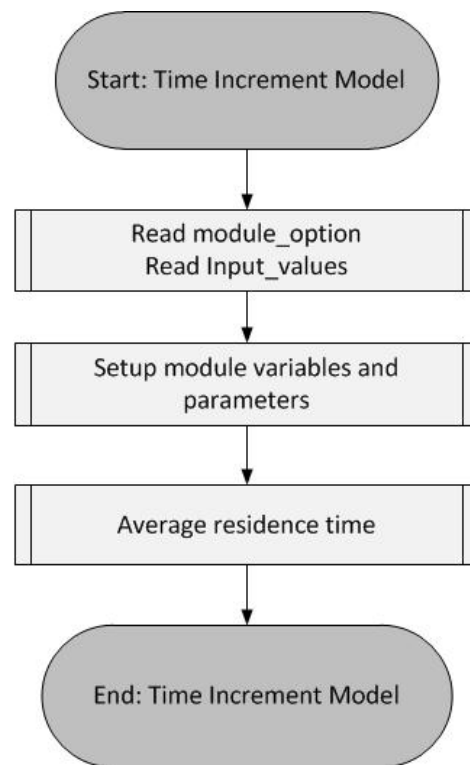 Start: Time Increment Model
Read module_option
Read Input_values
Setup module variables and
parameters
Average residence time
End: Time Increment Model